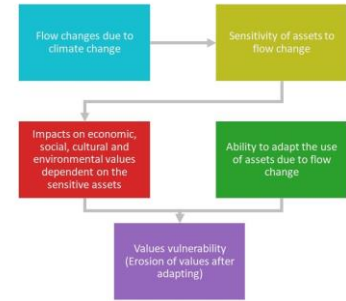 Flow changes due to
climate change
Sensitivity of assets to
flow change
Impacts on economic,
social, cultural and
environmental values
dependent on the
sensitive assets
Ability to adapt the use
of assets due to flow
change
Values vulnerability
(Erosion of values after
adapting)